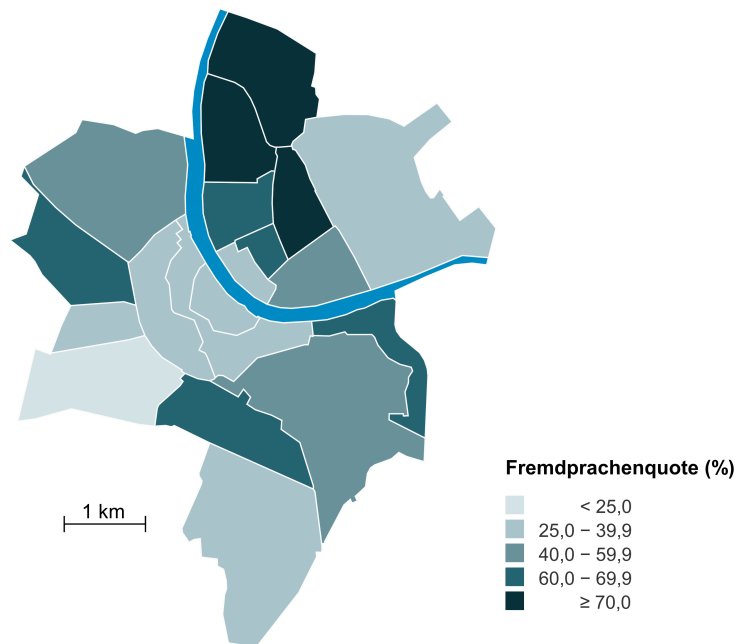 1 km
Fremdprachenquote (%)
< 25,0
25,0 – 39,9
40,0 – 59,9
60,0 – 69,9
≥ 70,0